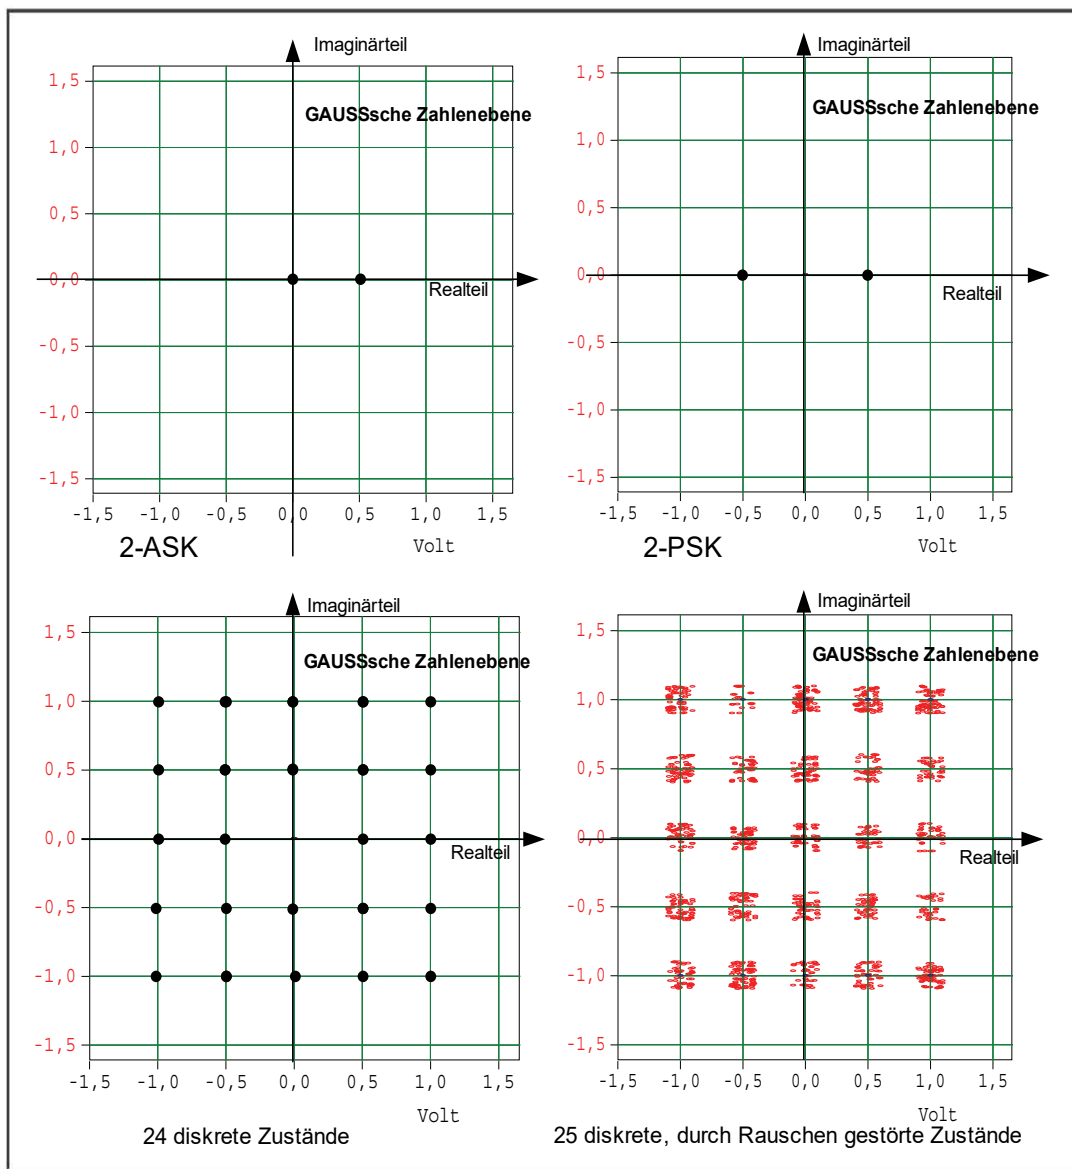 Imaginärteil
GAUSSsche Zahlenebene
1,5
1,0
0,5
0,0
-0,5
-1,0
-1,5
Realteil
-1,5 -1,0 -0,5 0,0 0,5 1,0 1,5
2-ASK
Volt
Imaginärteil
GAUSSsche Zahlenebene
1,5
1,0
0,5
0,0
-0,5
-1,0
-1,5
Realteil
-1,5 -1,0 -0,5 0,0 0,5 1,0 1,5
2-PSK
Volt
Imaginärteil
GAUSSsche Zahlenebene
1,5
1,0
0,5
0,0
-0,5
-1,0
-1,5
Realteil
-1,5 -1,0 -0,5 0,0 0,5 1,0 1,5
Volt
24 diskrete Zustände
Imaginärteil
GAUSSsche Zahlenebene
1,5
1,0
0,5
0,0
-0,5
-1,0
-1,5
Realteil
-1,5 -1,0 -0,5 0,0 0,5 1,0 1,5
Volt
25 diskrete, durch Rauschen gestörte Zustände